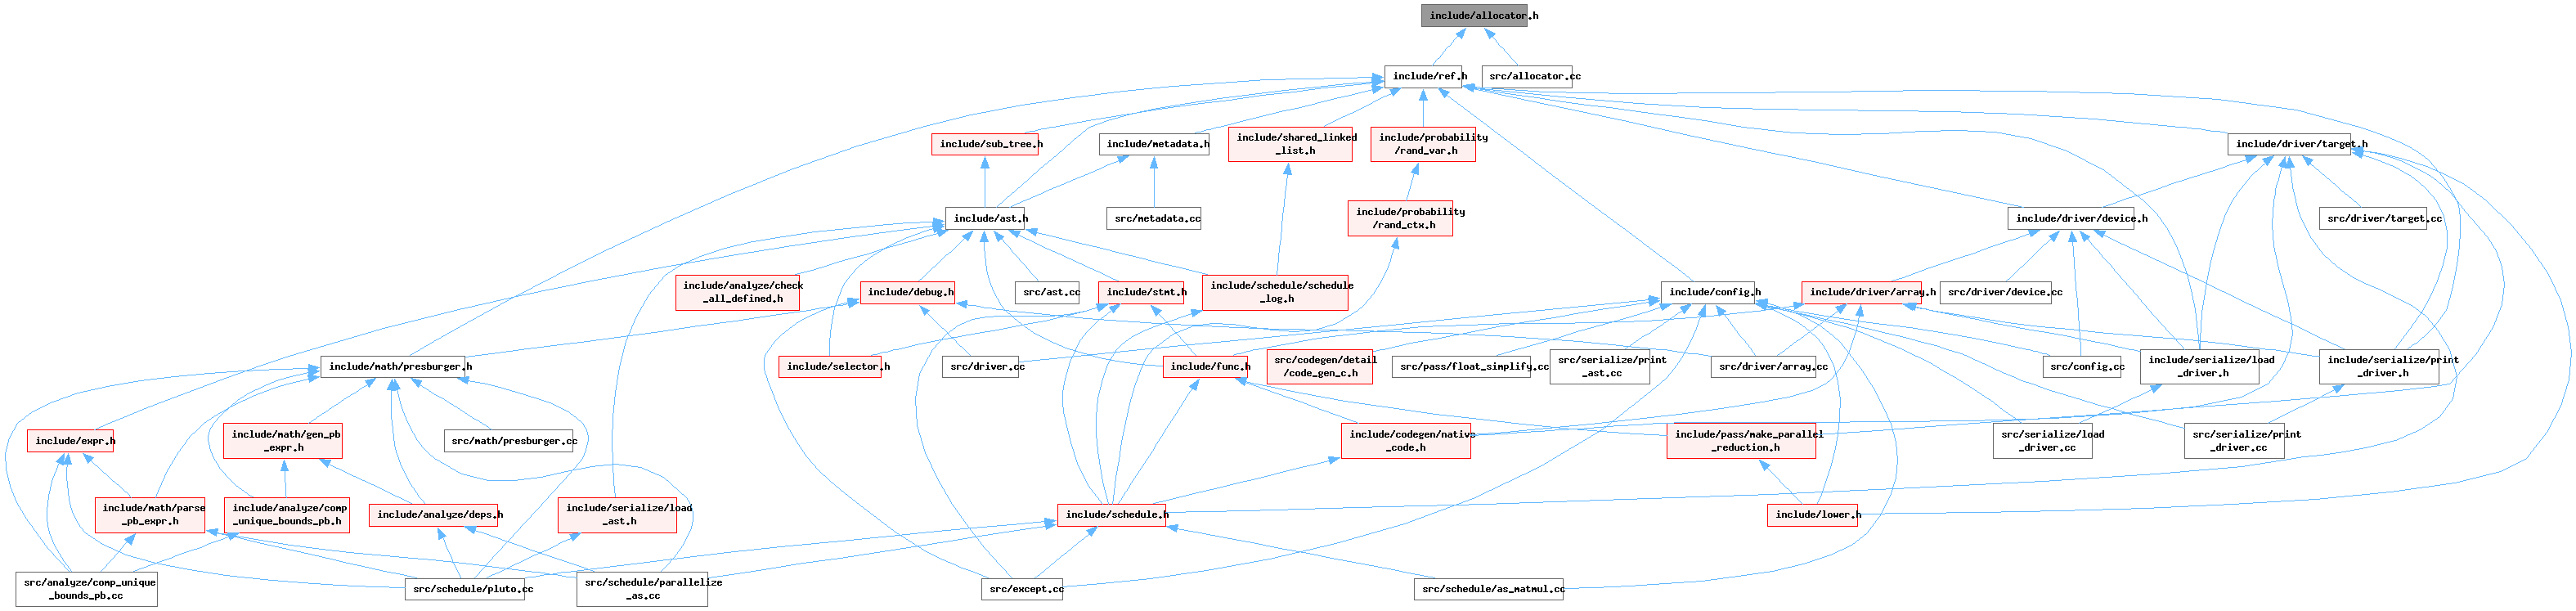 include/allocator.h
include/ref.h
src/allocator.cc
include/sub_tree.h
include/metadata.h
include/shared_linked
_list.h
include/probability
/rand_var.h
include/driver/target.h
include/ast.h
src/metadata.cc
include/probability
/rand_ctx.h
include/driver/device.h
src/driver/target.cc
include/analyze/check
_all_defined.h
include/debug.h
src/ast.cc
include/stmt.h
include/schedule/schedule
_log.h
include/config.h
include/driver/array.h
src/driver/device.cc
include/math/presburger.h
include/selector.h
src/driver.cc
include/func.h
src/codegen/detail
/code_gen_c.h
src/pass/float_simplify.cc
src/serialize/print
_ast.cc
src/driver/array.cc
src/config.cc
include/serialize/load
_driver.h
include/serialize/print
_driver.h
include/expr.h
include/math/gen_pb
_expr.h
src/math/presburger.cc
include/codegen/native
_code.h
include/pass/make_parallel
_reduction.h
src/serialize/load
_driver.cc
src/serialize/print
_driver.cc
include/math/parse
_pb_expr.h
include/analyze/comp
_unique_bounds_pb.h
include/analyze/deps.h
include/serialize/load
_ast.h
include/schedule.h
include/lower.h
src/analyze/comp_unique
_bounds_pb.cc
src/schedule/pluto.cc
src/schedule/parallelize
_as.cc
src/except.cc
src/schedule/as_matmul.cc